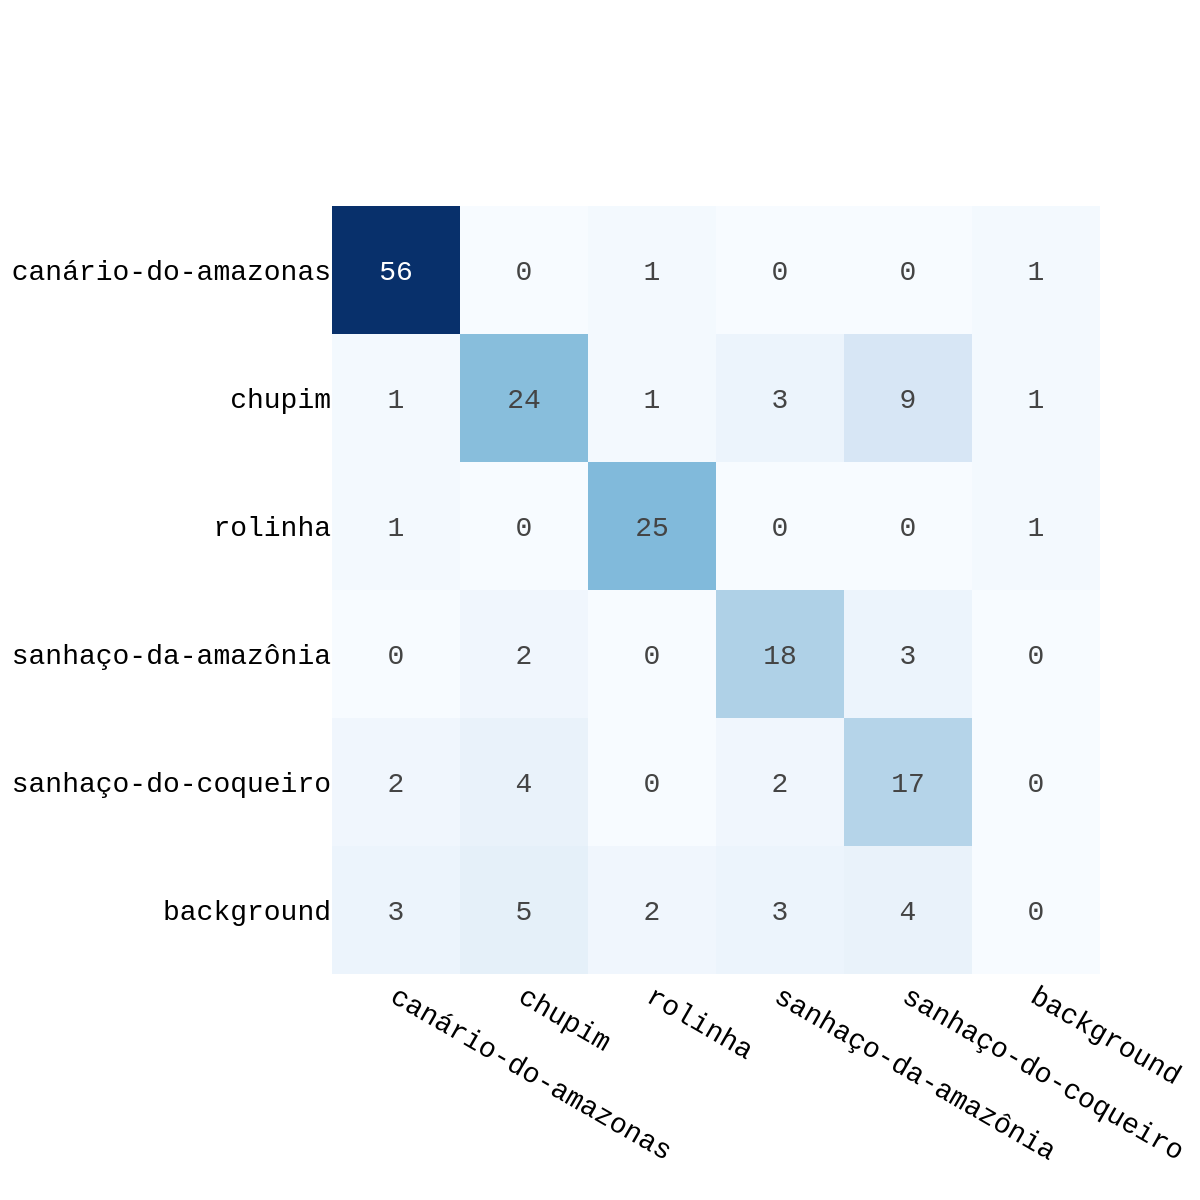 canário-do-amazonas 56 0 1 0 0 1
chupim 1 24 1 3 9 1
rolinha 1 0 25 0 0 1
sanhaço-da-amazônia 0 2 0 18 3 0
sanhaço-do-coqueiro 2 4 0 2 17 0
background 3 5 2 3 4 0
canário-do-amazonas
chupim
rolinha
sanhaço-da-amazônia
sanhaço-do-coqueiro
background